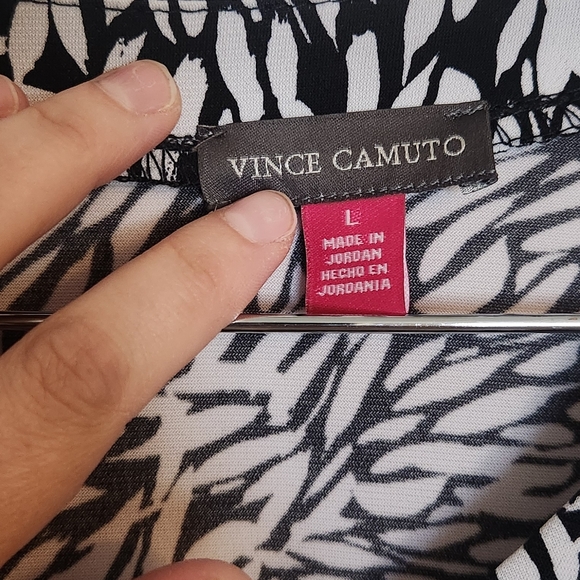 VINCE CAMUTO
L
MADE IN
JORDAN
HECHO EN
JORDANIA